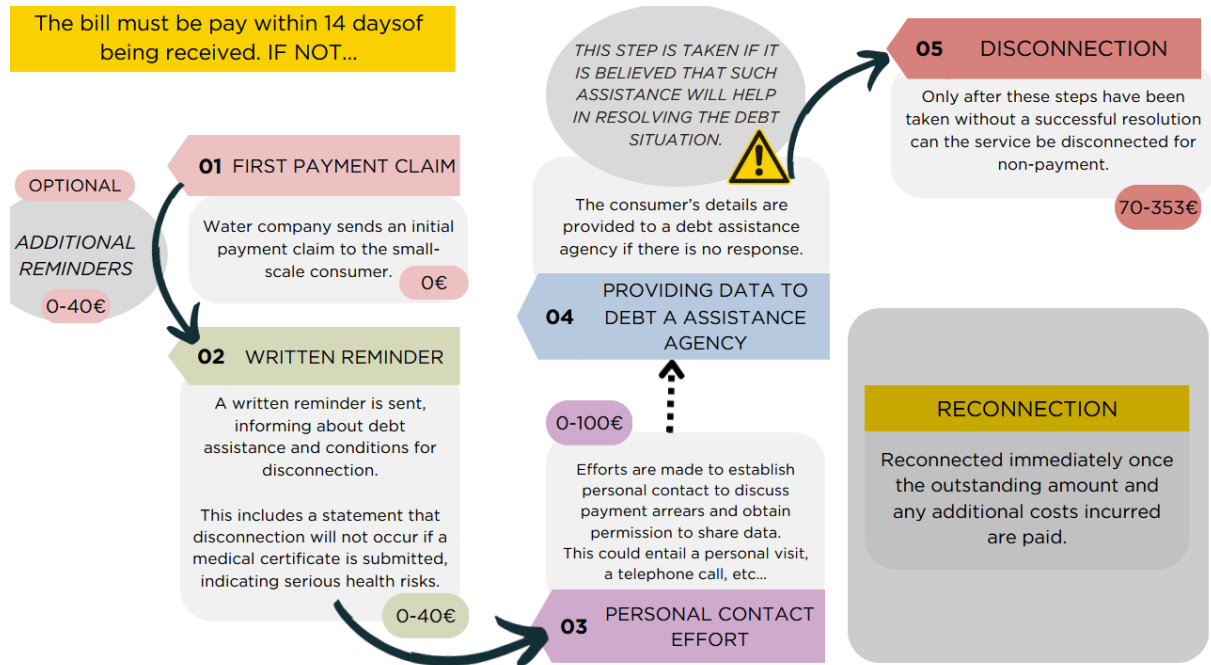 The bill must be pay within 14 daysof
being received. IF NOT...
01 FIRST PAYMENT CLAIM
Water company sends an initial
payment claim to the small-
scale consumer.
0€
OPTIONAL
ADDITIONAL
REMINDERS
0-40€
02 WRITTEN REMINDER
A written reminder is sent,
informing about debt
assistance and conditions for
disconnection.
This includes a statement that
disconnection will not occur if a
medical certificate is submitted,
indicating serious health risks.
0-40€
03 PERSONAL CONTACT
EFFORT
Efforts are made to establish
personal contact to discuss
payment arrears and obtain
permission to share data.
This could entail a personal visit,
a telephone call, etc...
0-100€
04 PROVIDING DATA TO
DEBT A ASSISTANCE
AGENCY
The consumer's details are
provided to a debt assistance
agency if there is no response.
THIS STEP IS TAKEN IF IT
IS BELIEVED THAT SUCH
ASSISTANCE WILL HELP
IN RESOLVING THE DEBT
SITUATION.
05 DISCONNECTION
Only after these steps have been
taken without a successful resolution
can the service be disconnected for
non-payment.
70-353€
RECONNECTION
Reconnected immediately once
the outstanding amount and
any additional costs incurred
are paid.